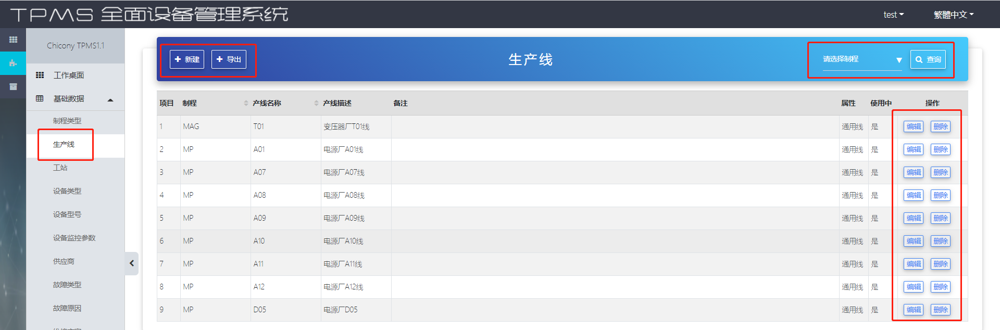 TPMS 全面设备管理系统
test
繁體中文
Chicony TPMS1.1
工作桌面
基础数据
制程类型
生产线
工站
设备类型
设备型号
设备监控参数
供应商
故障类型
故障原因
新建
导出
生产线
请选择制程
查询
项目 制程 产线名称 产线描述 备注 属性 使用中 操作
1 MAG T01 变压器厂T01线 通用线 是 编辑 删除
2 MP A01 电源厂A01线 通用线 是 编辑 删除
3 MP A07 电源厂A07线 通用线 是 编辑 删除
4 MP A08 电源厂A08线 通用线 是 编辑 删除
5 MP A09 电源厂A09线 通用线 是 编辑 删除
6 MP A10 电源厂A10线 通用线 是 编辑 删除
7 MP A11 电源厂A11线 通用线 是 编辑 删除
8 MP A12 电源厂A12线 通用线 是 编辑 删除
9 MP D05 电源厂D05 通用线 是 编辑 删除